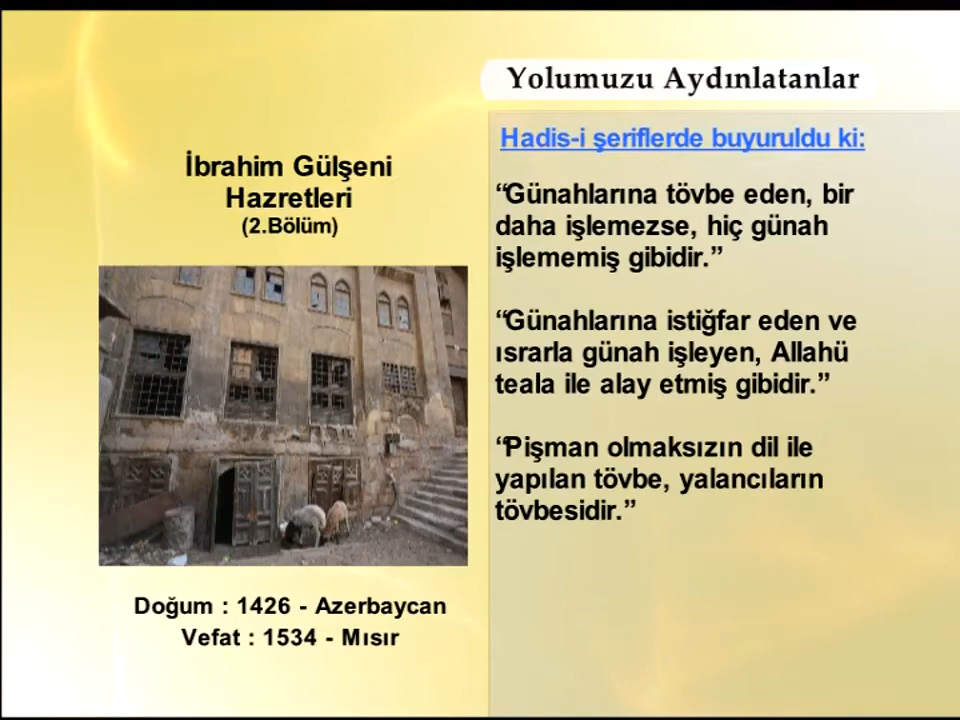 Yolumuzu Aydınlatanlar
İbrahim Gülşeni
Hazretleri
(2.Bölüm)
Doğum : 1426 - Azerbaycan
Vefat : 1534 - Mısır
Hadis-i şeriflerde buyuruldu ki:
“Günahlarına tövbe eden, bir
daha işlemezse, hiç günah
işlememiş gibidir.”
“Günahlarına istiğfar eden ve
ısrarla günah işleyen, Allahü
teala ile alay etmiş gibidir.”
“Pişman olmaksızın dil ile
yapılan tövbe, yalancıların
tövbesidir.”